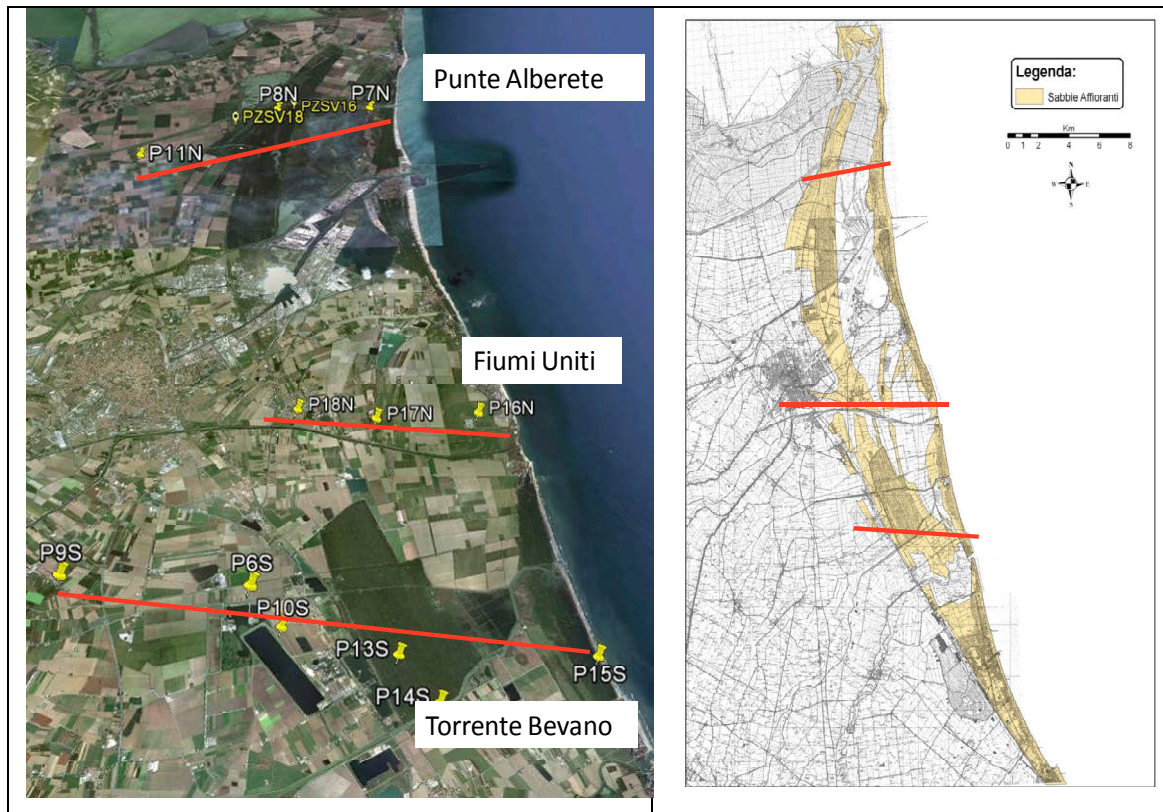 Punte Alberete
P8N
PZSV16
P7N
PZSV18
P11N
Fiumi Uniti
P18N
P17N
P16N
P9S
P6S
P10S
P13S
P15S
P14S
Torrente Bevano
Legenda:
Sabbie Affioranti
Km
0 1 2 4 6 8
N
W E
S